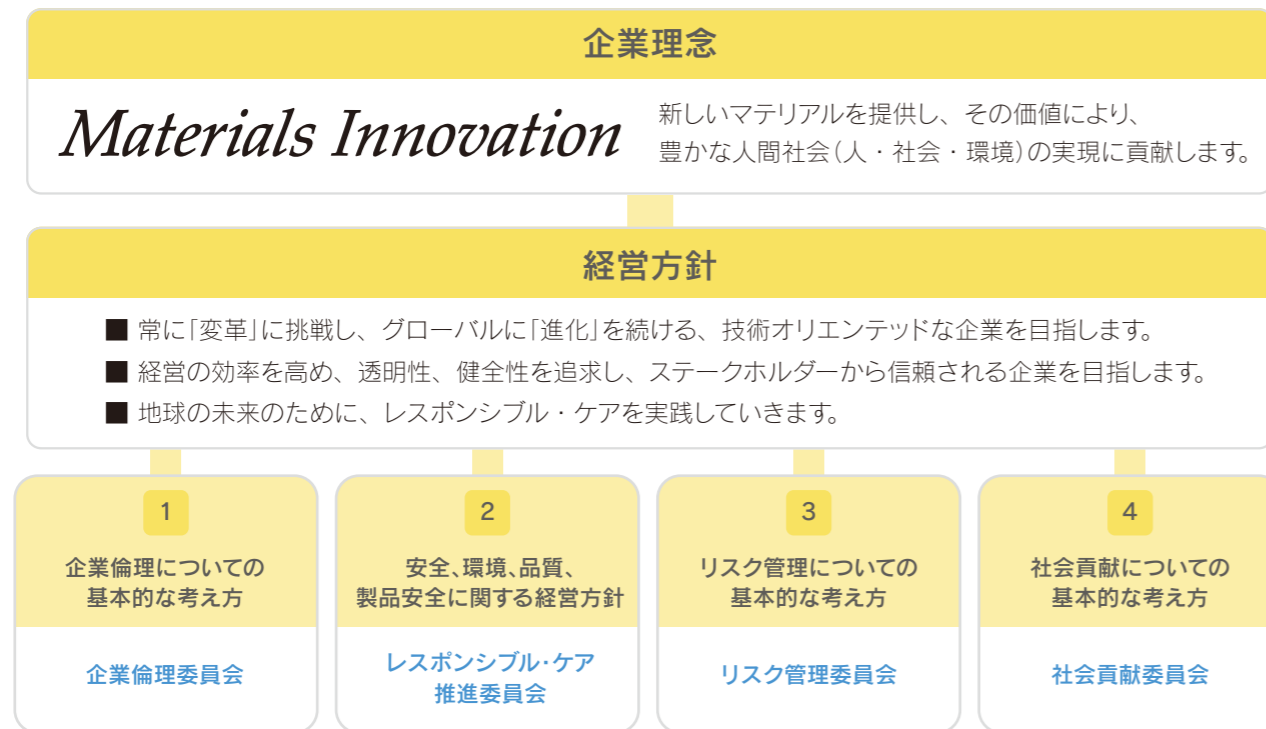 企業理念
Materials Innovation
新しいマテリアルを提供し、その価値により、
豊かな人間社会(人・社会・環境)の実現に貢献します。
経営方針
■ 常に「変革」に挑戦し、グローバルに「進化」を続ける、技術オリエンテッドな企業を目指します。
■ 経営の効率を高め、透明性、健全性を追求し、ステークホルダーから信頼される企業を目指します。
■ 地球の未来のために、レスポンシブル・ケアを実践していきます。
1
企業倫理についての
基本的な考え方
企業倫理委員会
2
安全、環境、品質、
製品安全に関する経営方針
レスポンシブル・ケア
推進委員会
3
リスク管理についての
基本的な考え方
リスク管理委員会
4
社会貢献についての
基本的な考え方
社会貢献委員会